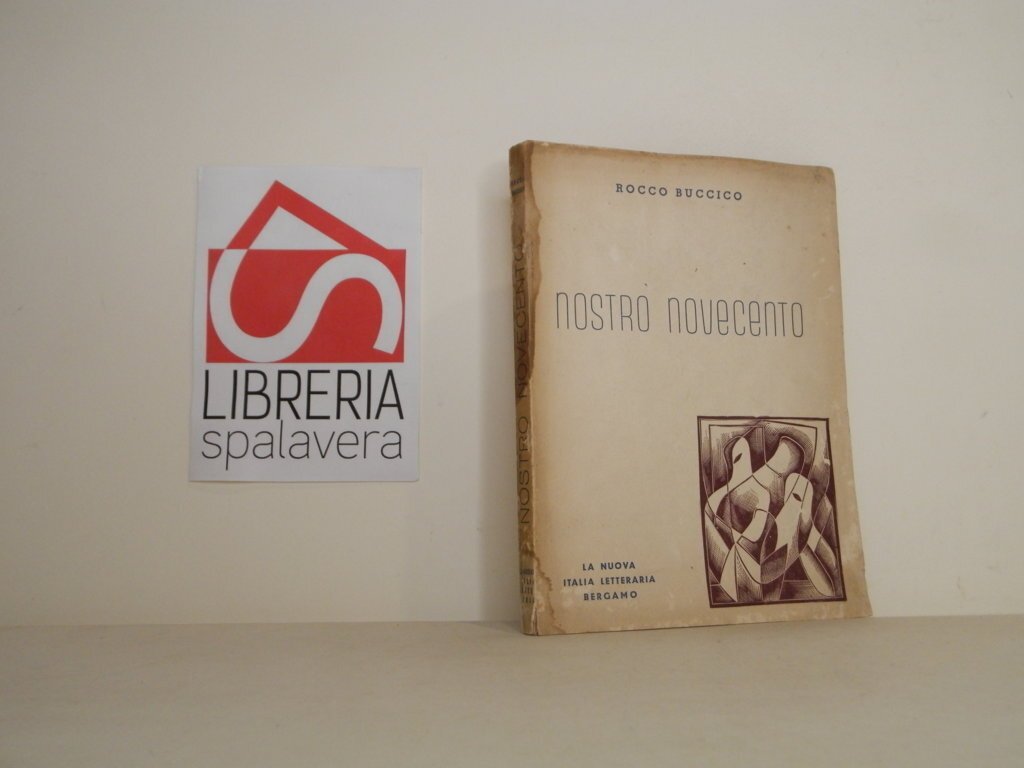 LIBRERIA
spalavera
ROCCO BUCCICO
NOSTRO NOVECENTO
LA NUOVA
ITALIA LETTERARIA
BERGAMO
NOSTRO NOVECENTO